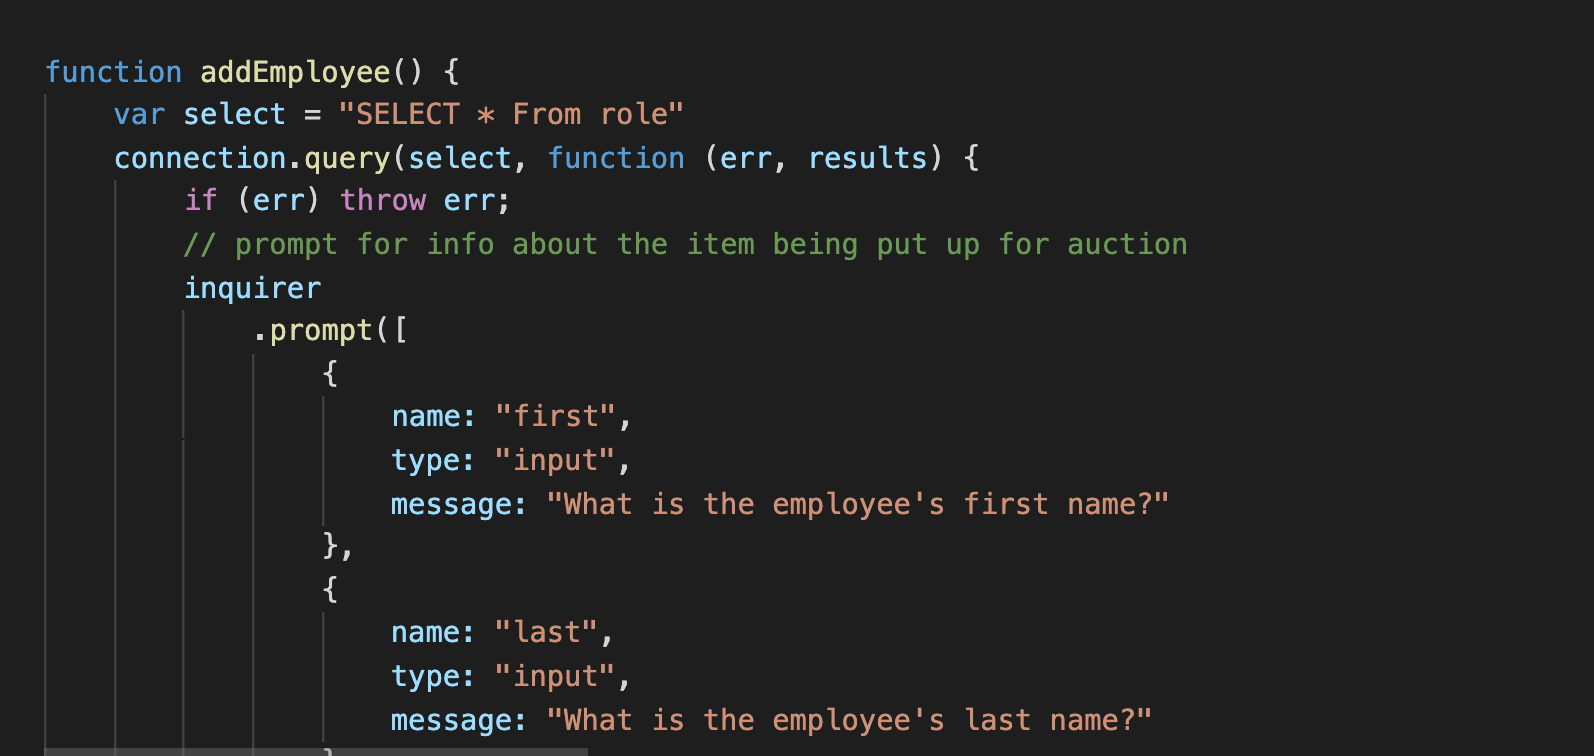 function addEmployee() {
    var select = "SELECT * From role"
    connection.query(select, function (err, results) {
        if (err) throw err;
        // prompt for info about the item being put up for auction
        inquirer
            .prompt([
                {
                    name: "first",
                    type: "input",
                    message: "What is the employee's first name?"
                },
                {
                    name: "last",
                    type: "input",
                    message: "What is the employee's last name?"